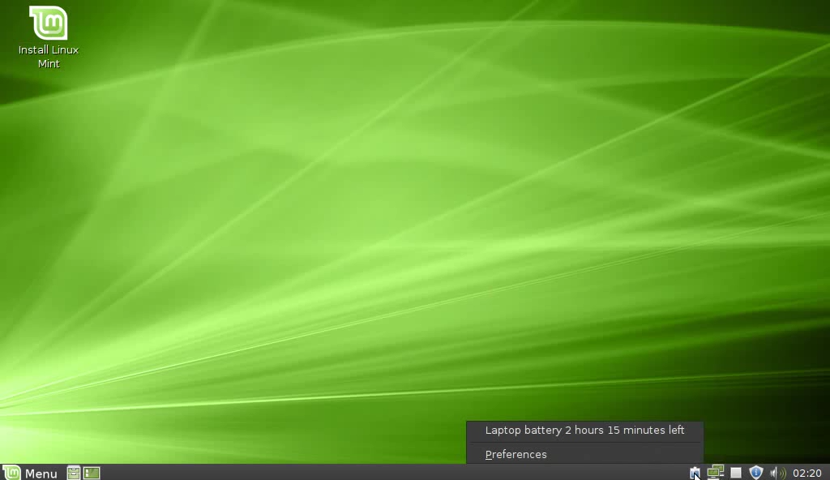 Install Linux
Mint
Laptop battery 2 hours 15 minutes left
Preferences
Menu
02:20